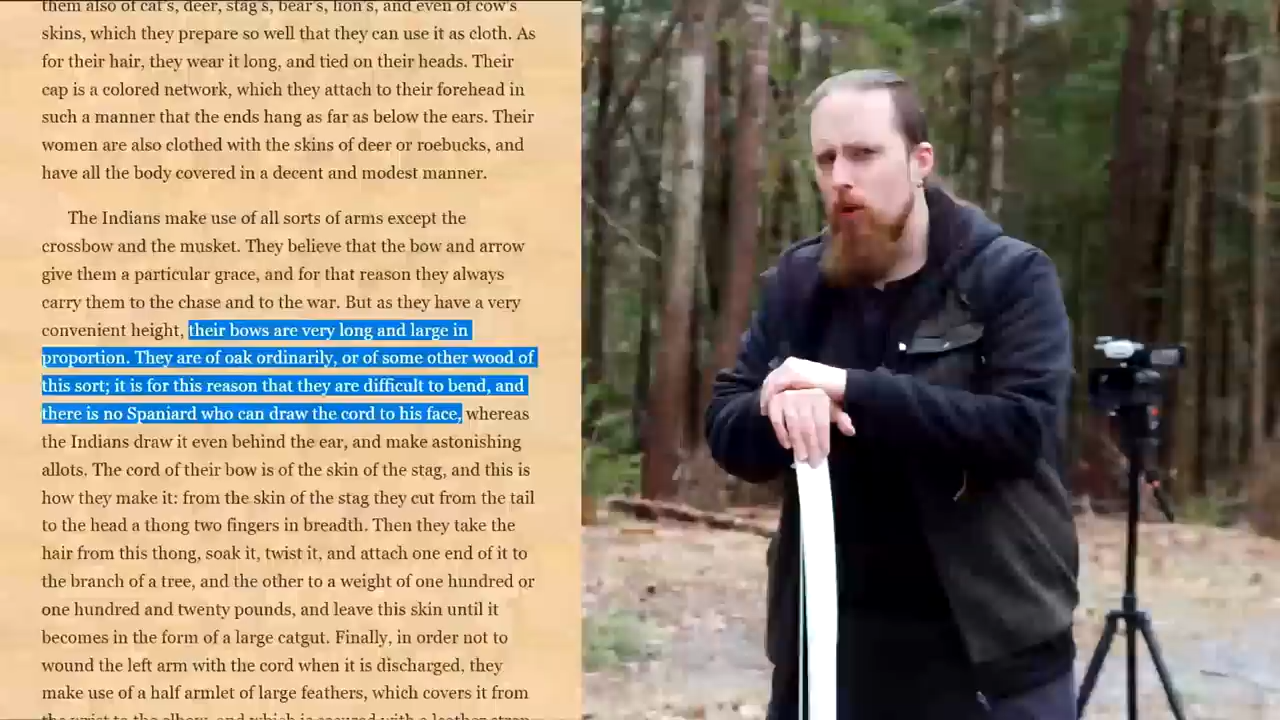 them also of cat's, deer, stag's, bear's, lion's, and even of cow's
skins, which they prepare so well that they can use it as cloth. As
for their hair, they wear it long, and tied on their heads. Their
cap is a colored network, which they attach to their forehead in
such a manner that the ends hang as far as below the ears. Their
women are also clothed with the skins of deer or roebucks, and
have all the body covered in a decent and modest manner.
The Indians make use of all sorts of arms except the
crossbow and the musket. They believe that the bow and arrow
give them a particular grace, and for that reason they always
carry them to the chase and to the war. But as they have a very
convenient height, their bows are very long and large in
proportion. They are of oak ordinarily, or of some other wood of
this sort; it is for this reason that they are difficult to bend, and
there is no Spaniard who can draw the cord to his face, whereas
the Indians draw it even behind the ear, and make astonishing
allots. The cord of their bow is of the skin of the stag, and this is
how they make it: from the skin of the stag they cut from the tail
to the head a thong two fingers in breadth. Then they take the
hair from this thong, soak it, twist it, and attach one end of it to
the branch of a tree, and the other to a weight of one hundred or
one hundred and twenty pounds, and leave this skin until it
becomes in the form of a large catgut. Finally, in order not to
wound the left arm with the cord when it is discharged, they
make use of a half armlet of large feathers, which covers it from
the wrist to the elbow, and which is secured with a leather strap